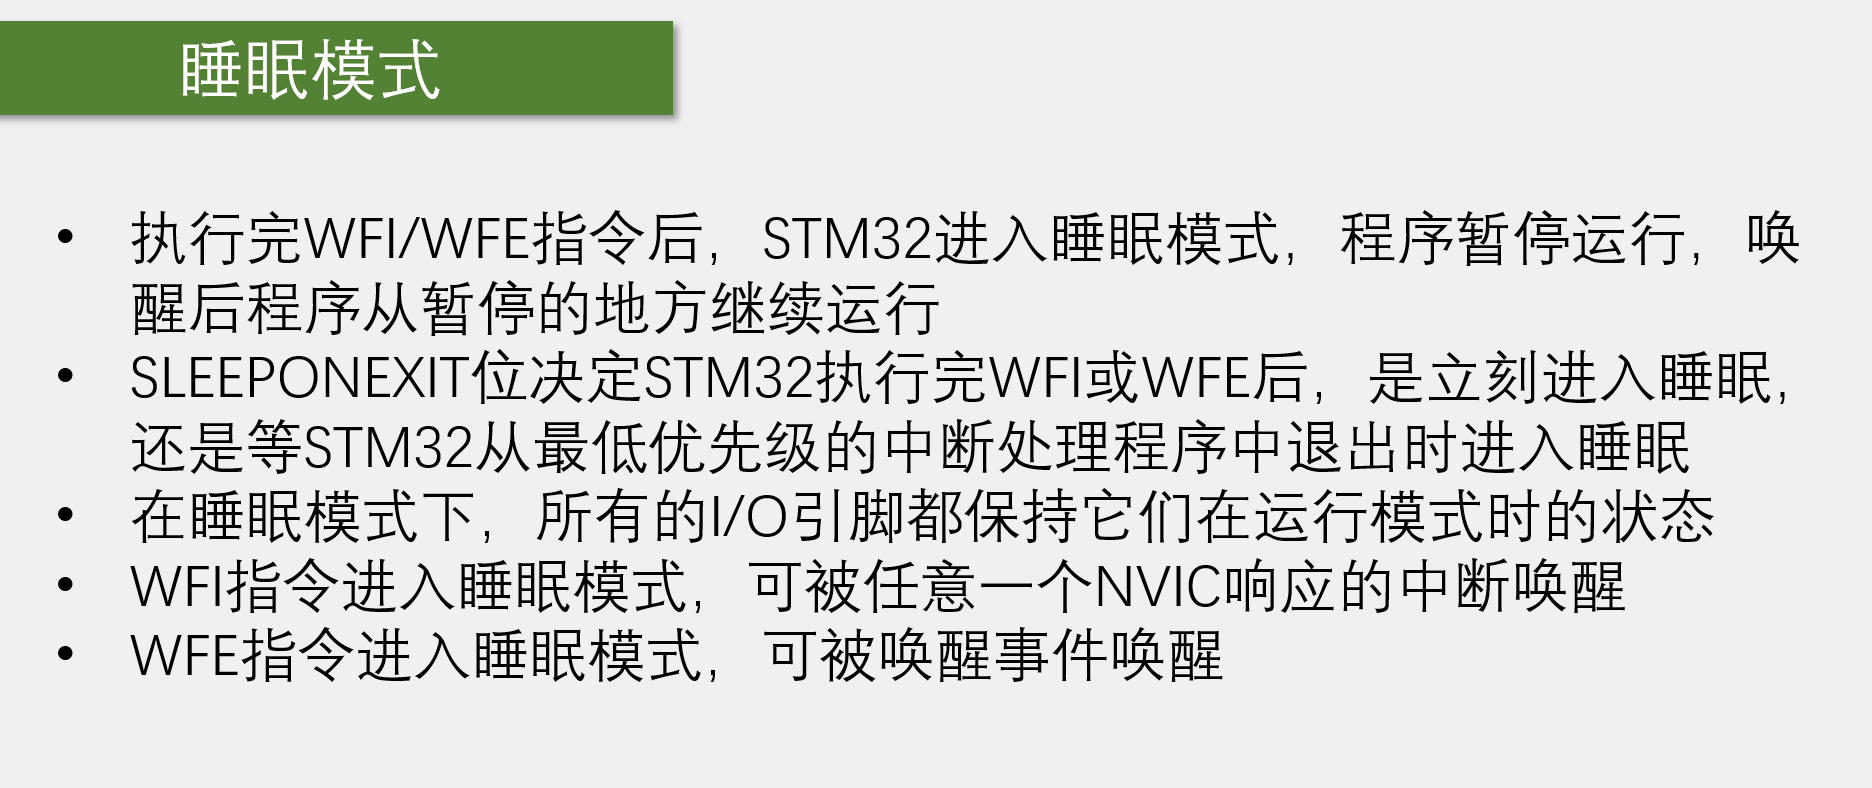 睡眠模式
• 执行完WFI/WFE指令后，STM32进入睡眠模式，程序暂停运行，唤
醒后程序从暂停的地方继续运行
• SLEEPONEXIT位决定STM32执行完WFI或WFE后，是立刻进入睡眠，
还是等STM32从最低优先级的中断处理程序中退出时进入睡眠
• 在睡眠模式下，所有的I/O引脚都保持它们在运行模式时的状态
• WFI指令进入睡眠模式，可被任意一个NVIC响应的中断唤醒
• WFE指令进入睡眠模式，可被唤醒事件唤醒